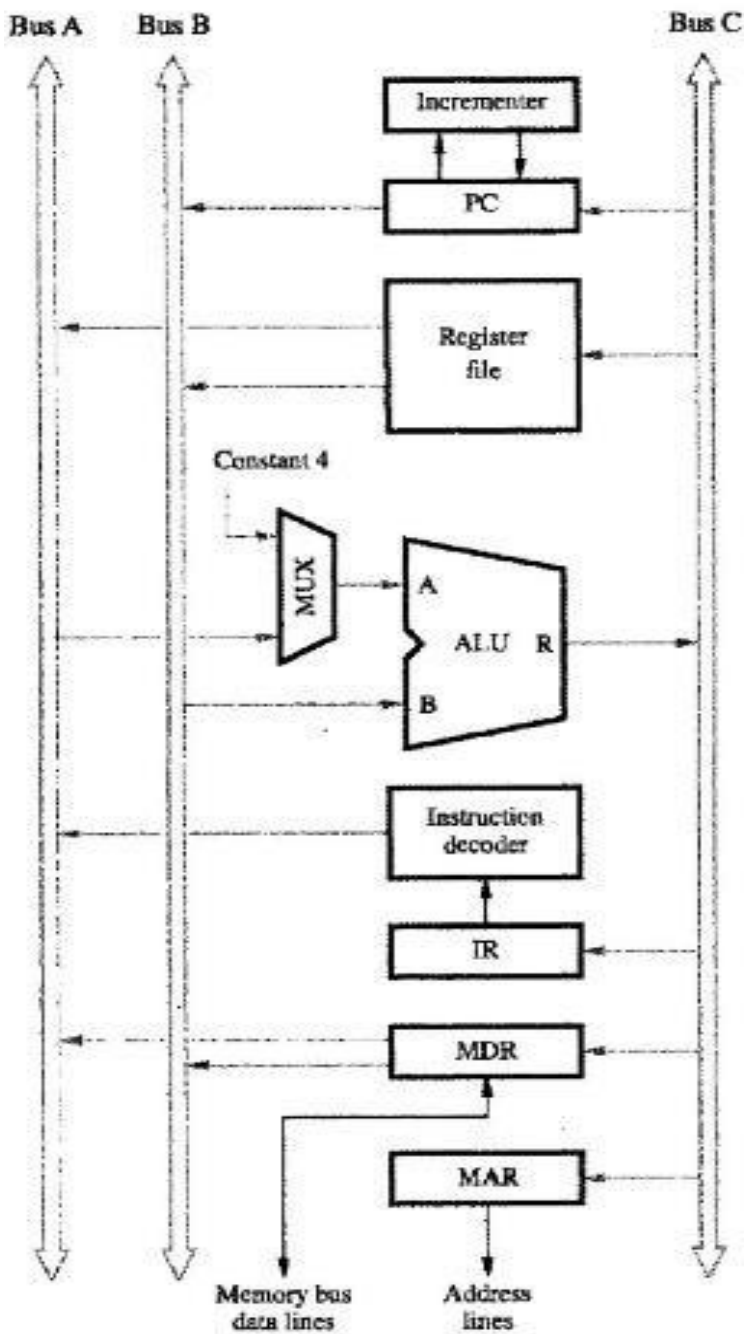 Bus A
Bus B
Bus C
Incrementer
PC
Register
file
Constant 4
MUX
A
ALU
R
B
Instruction
decoder
IR
MDR
MAR
Memory bus
data lines
Address
lines